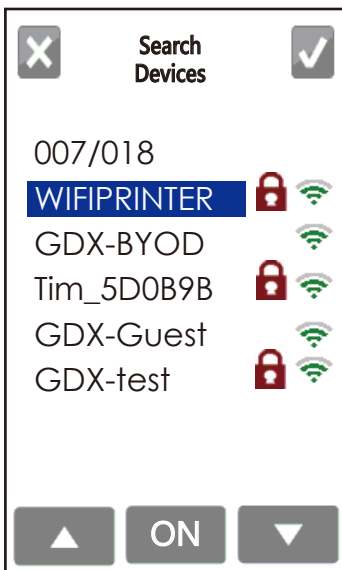 Search
Devices
007/018
WIFIPRINTER
GDX-BYOD
Tim_5D0B9B
GDX-Guest
GDX-test
ON